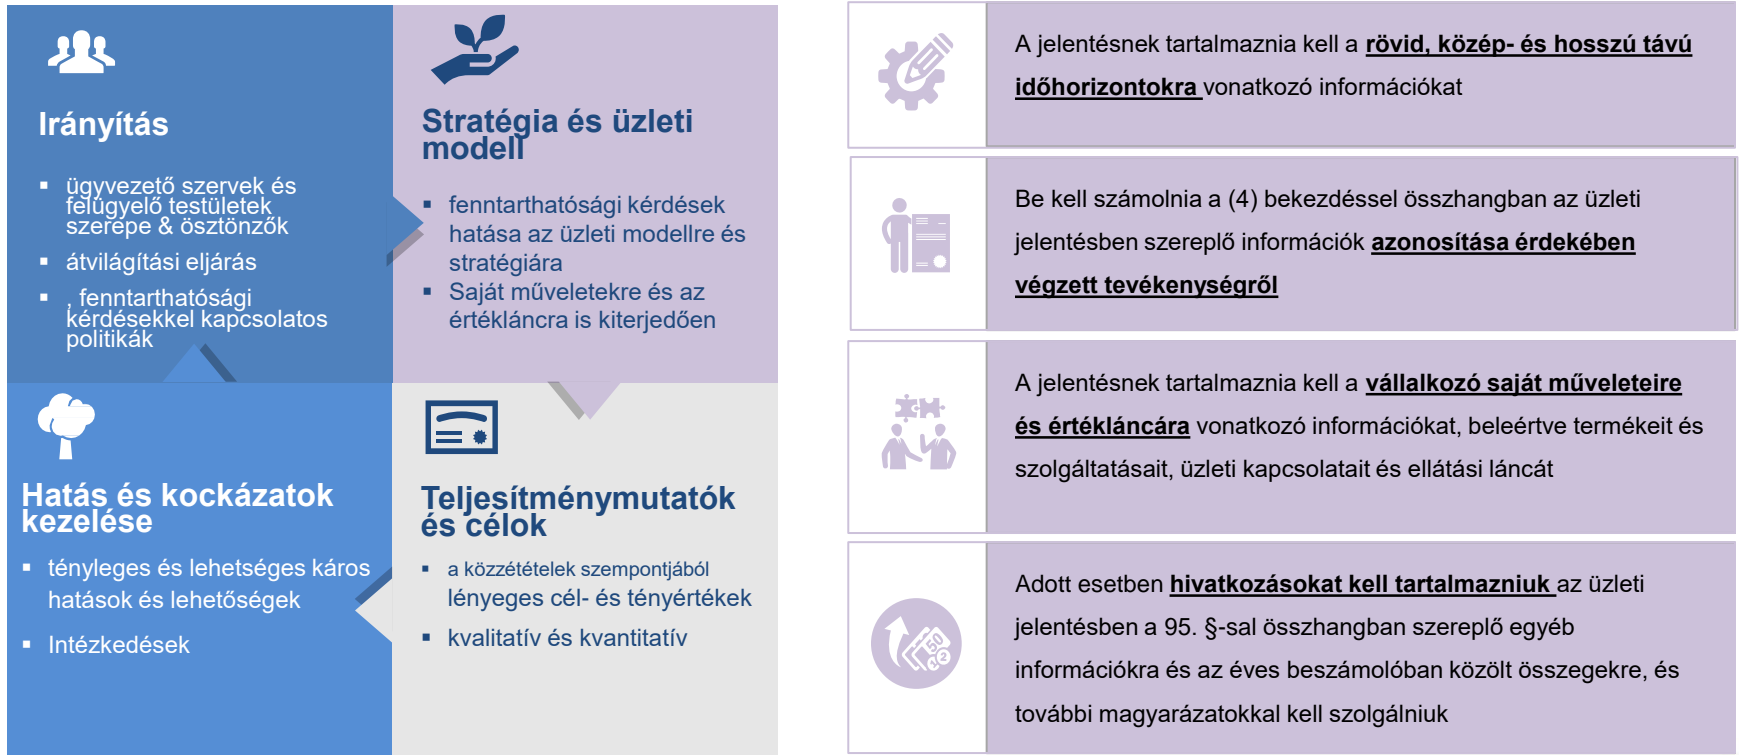 Irányítás
ügyvezető szervek és
felügyelő testületek
szerepe & ösztönzők
átvilágítási eljárás
, fenntarthatósági
kérdésekkel kapcsolatos
politikák
Stratégia és üzleti
modell
fenntarthatósági kérdések
hatása az üzleti modellre és
stratégiára
Saját műveletekre és az
értékláncra is kiterjedően
Hatás és kockázatok
kezelése
tényleges és lehetséges káros
hatások és lehetőségek
Intézkedések
Teljesítménymutatók
és célok
a közzétételek szempontjából
lényeges cél- és tényértékek
kvalitatív és kvantitatív
A jelentésnek tartalmaznia kell a rövid, közép- és hosszú távú
időhorizontokra vonatkozó információkat
Be kell számolnia a (4) bekezdéssel összhangban az üzleti
jelentésben szereplő információk azonosítása érdekében
végzett tevékenységről
A jelentésnek tartalmaznia kell a vállalkozó saját műveleteire
és értékláncára vonatkozó információkat, beleértve termékeit és
szolgáltatásait, üzleti kapcsolatait és ellátási láncát
50
1 2
Adott esetben hivatkozásokat kell tartalmazniuk az üzleti
jelentésben a 95. §-sal összhangban szereplő egyéb
információkra és az éves beszámolóban közölt összegekre, és
további magyarázatokkal kell szolgálniuk